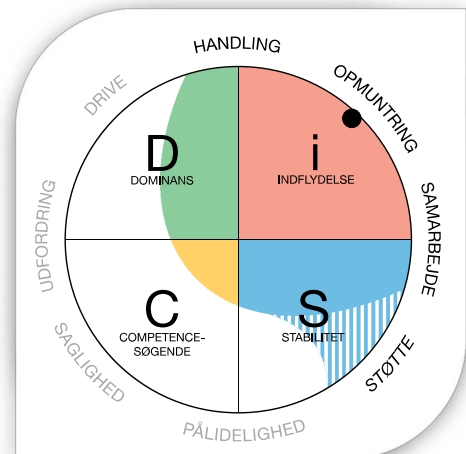 HANDLING
DRIVE
OPMUNTRING
D
DOMINANS
i
INDFLYDELSE
UDFORDRING
SAMARBEJDE
C
COMPETENCE-
SØGENDE
S
STABILITET
SAGLIGHED
STØTTE
PÅLIDELIGHED